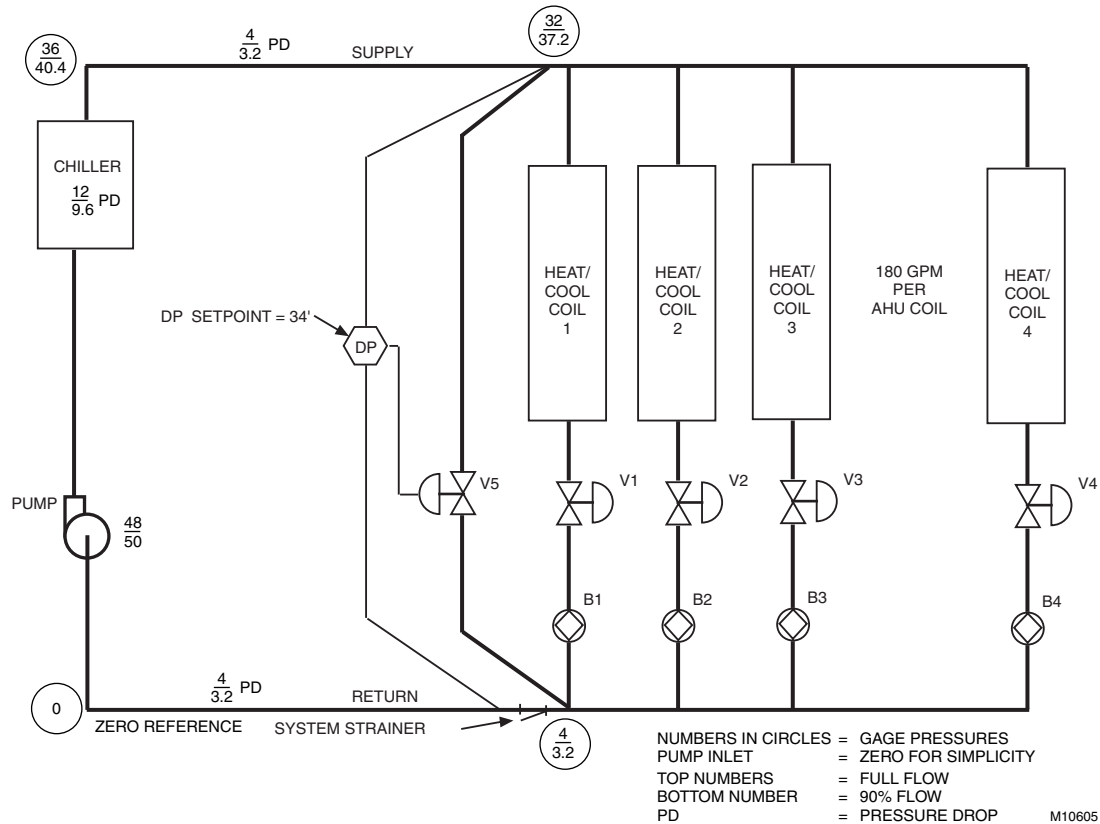 32
37.2
36
40.4
4
3.2 PD
SUPPLY
CHILLER
12
9.6 PD
HEAT/
COOL
COIL
1
HEAT/
COOL
COIL
2
HEAT/
COOL
COIL
3
180 GPM
PER
AHU COIL
HEAT/
COOL
COIL
4
DP SETPOINT = 34'
DP
V5
V1
V2
V3
V4
PUMP
48
50
B1
B2
B3
B4
4
3.2 PD
RETURN
0
ZERO REFERENCE
SYSTEM STRAINER
4
3.2
NUMBERS IN CIRCLES = GAGE PRESSURES
PUMP INLET = ZERO FOR SIMPLICITY
TOP NUMBERS = FULL FLOW
BOTTOM NUMBER = 90% FLOW
PD = PRESSURE DROP
M10605